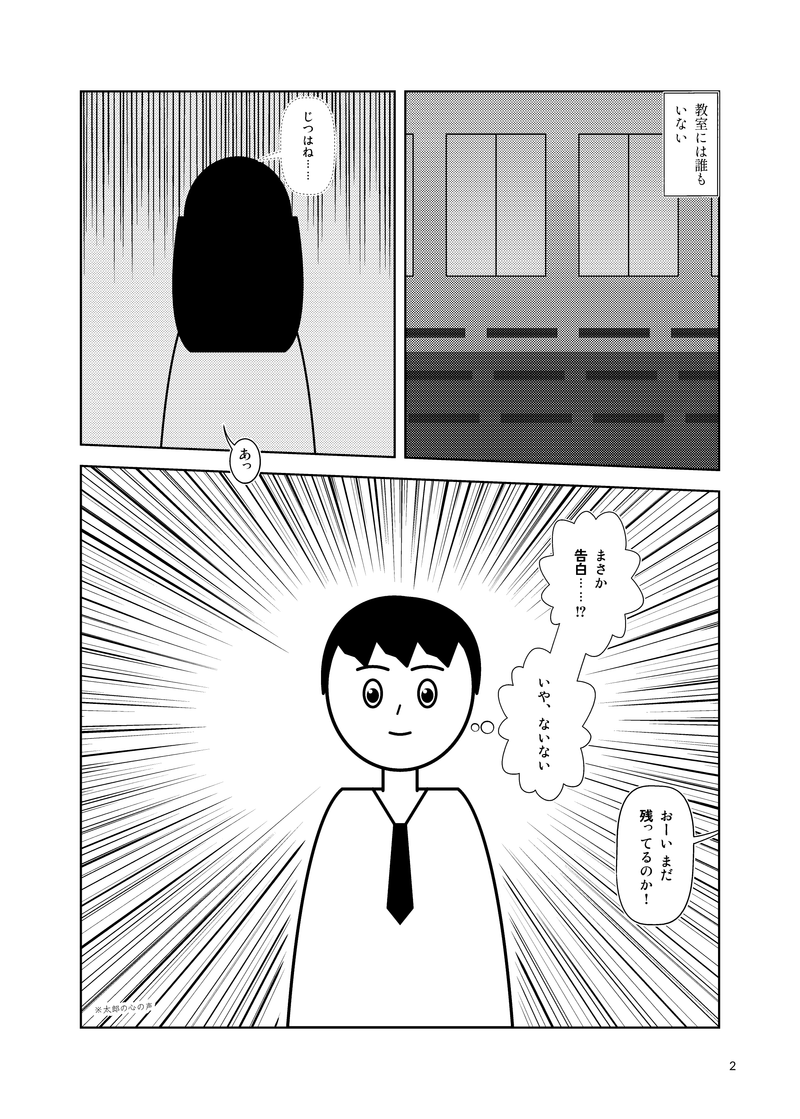 教室には誰も
いない
じつはね……
あっ
まさか
告白……!?
いや、ないない
おーい まだ
残ってるのか！
※太郎の心の声
2